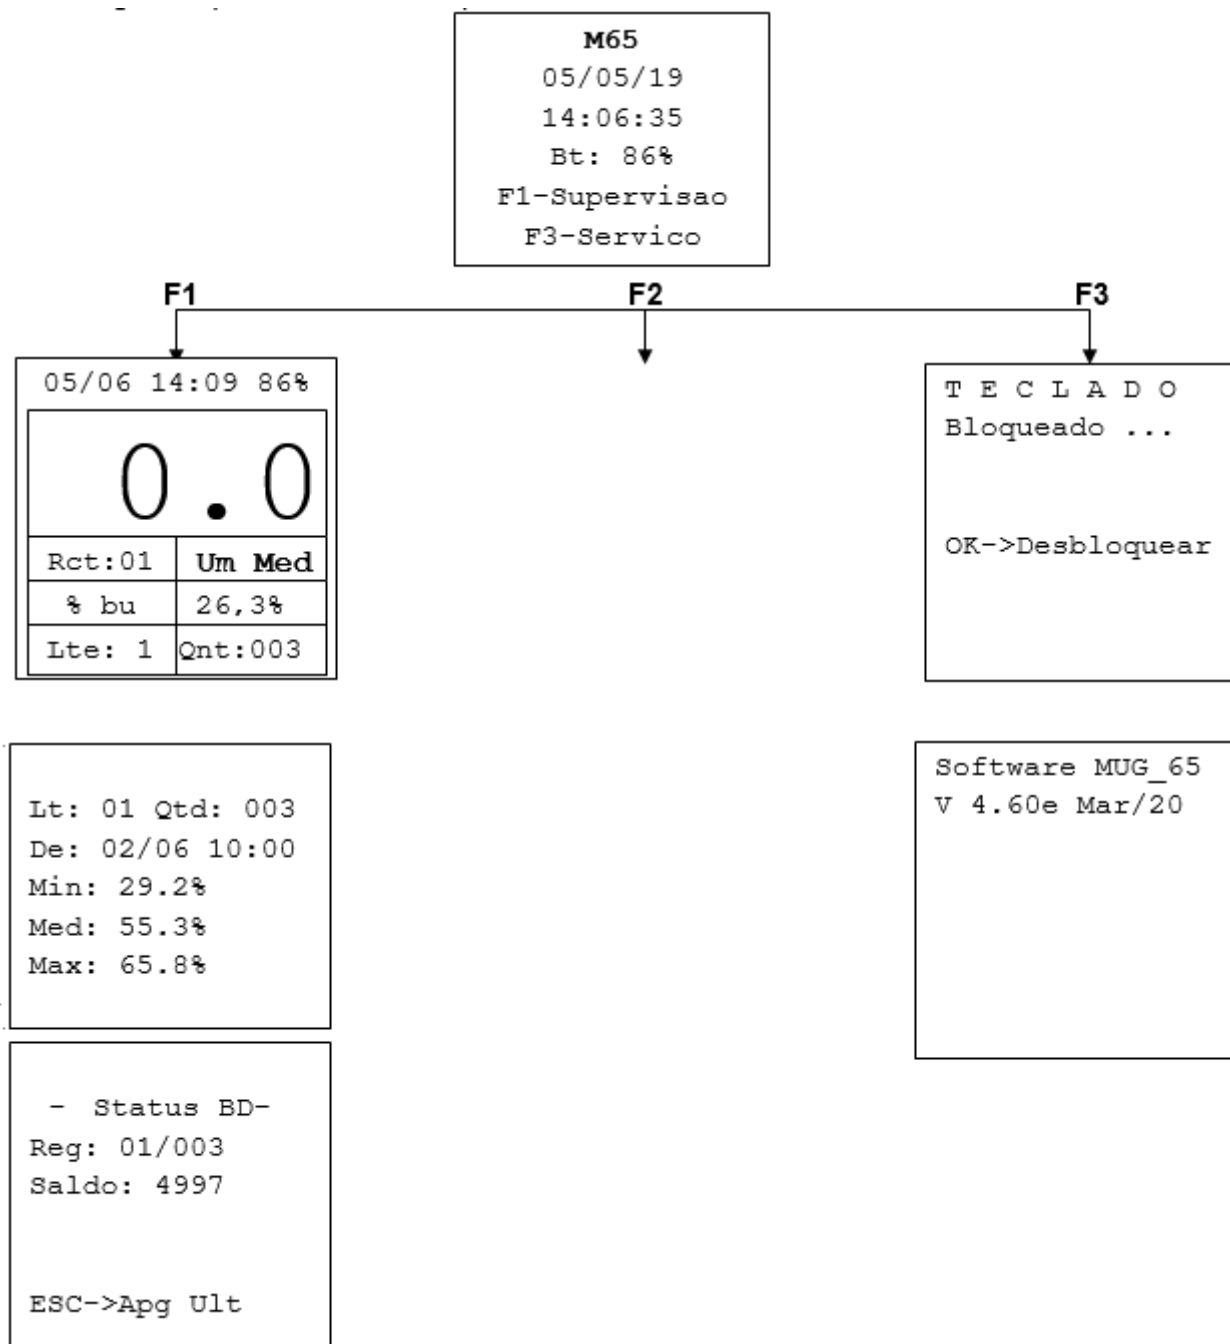 M65
05/05/19
14:06:35
Bt: 86%
F1-Supervisao
F3-Servico
F1
F2
F3
05/06 14:09 86%
0.0
Rct:01 Um Med
% bu 26,3%
Lte: 1 Qnt:003
T E C L A D O
Bloqueado ...
OK->Desbloquear
Lt: 01 Qtd: 003
De: 02/06 10:00
Min: 29.2%
Med: 55.3%
Max: 65.8%
Software MUG_65
V 4.60e Mar/20
- Status BD-
Reg: 01/003
Saldo: 4997
ESC->Apg Ult